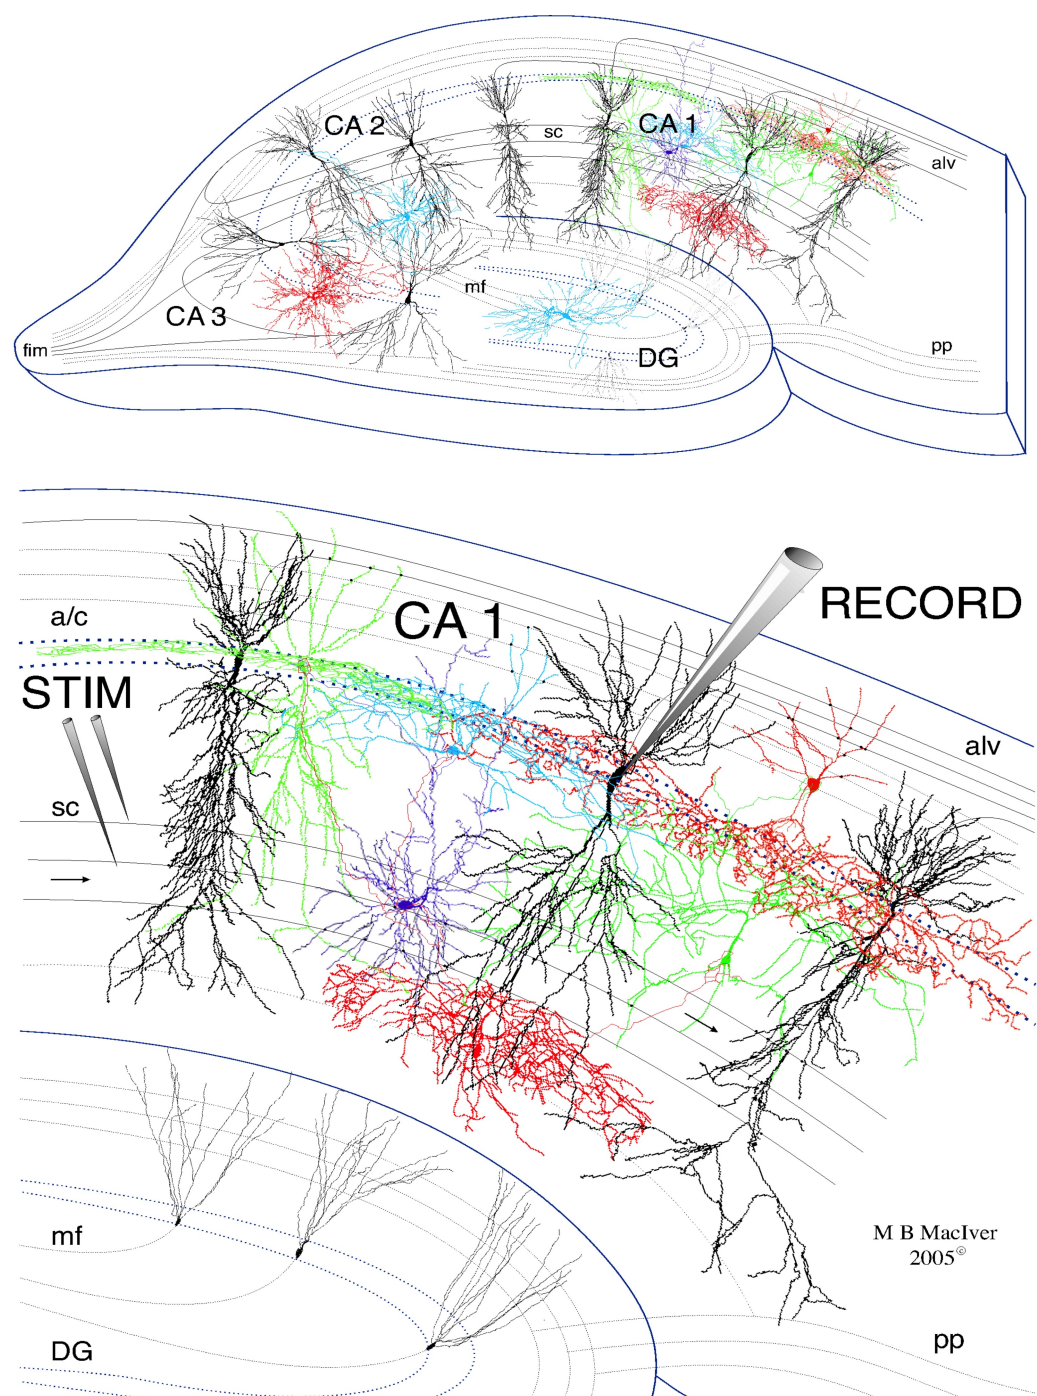 CA 2
sc
CA 1
alv
mf
CA 3
fim
DG
pp
a/c
CA 1
RECORD
STIM
alv
sc
mf
M B MacIver
2005©
DG
pp